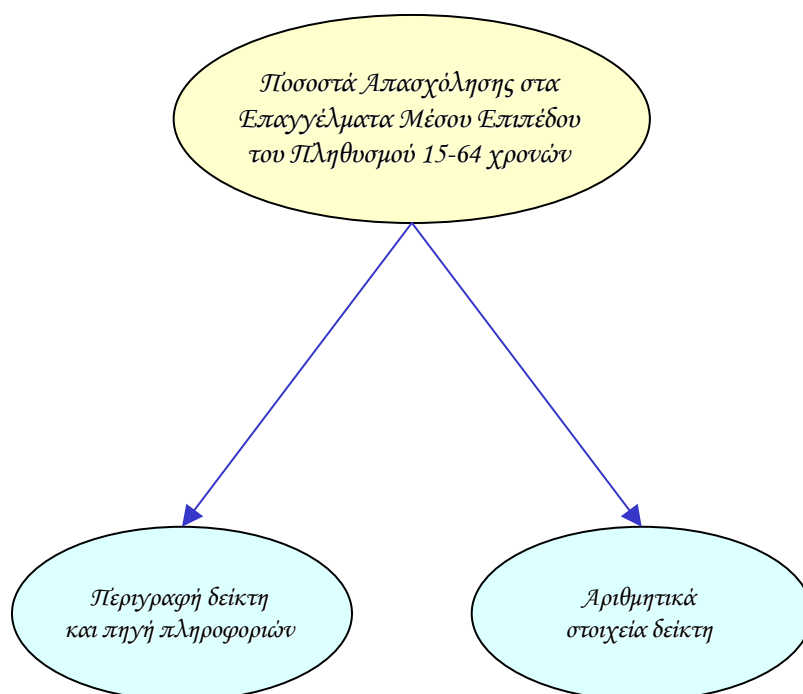 Ποσοστά Απασχόλησης στα
Επαγγέλματα Μέσου Επιπέδου
του Πληθυσμού 15-64 χρονών
Περιγραφή δείκτη
και πηγή πληροφοριών
Αριθμητικά
στοιχεία δείκτη